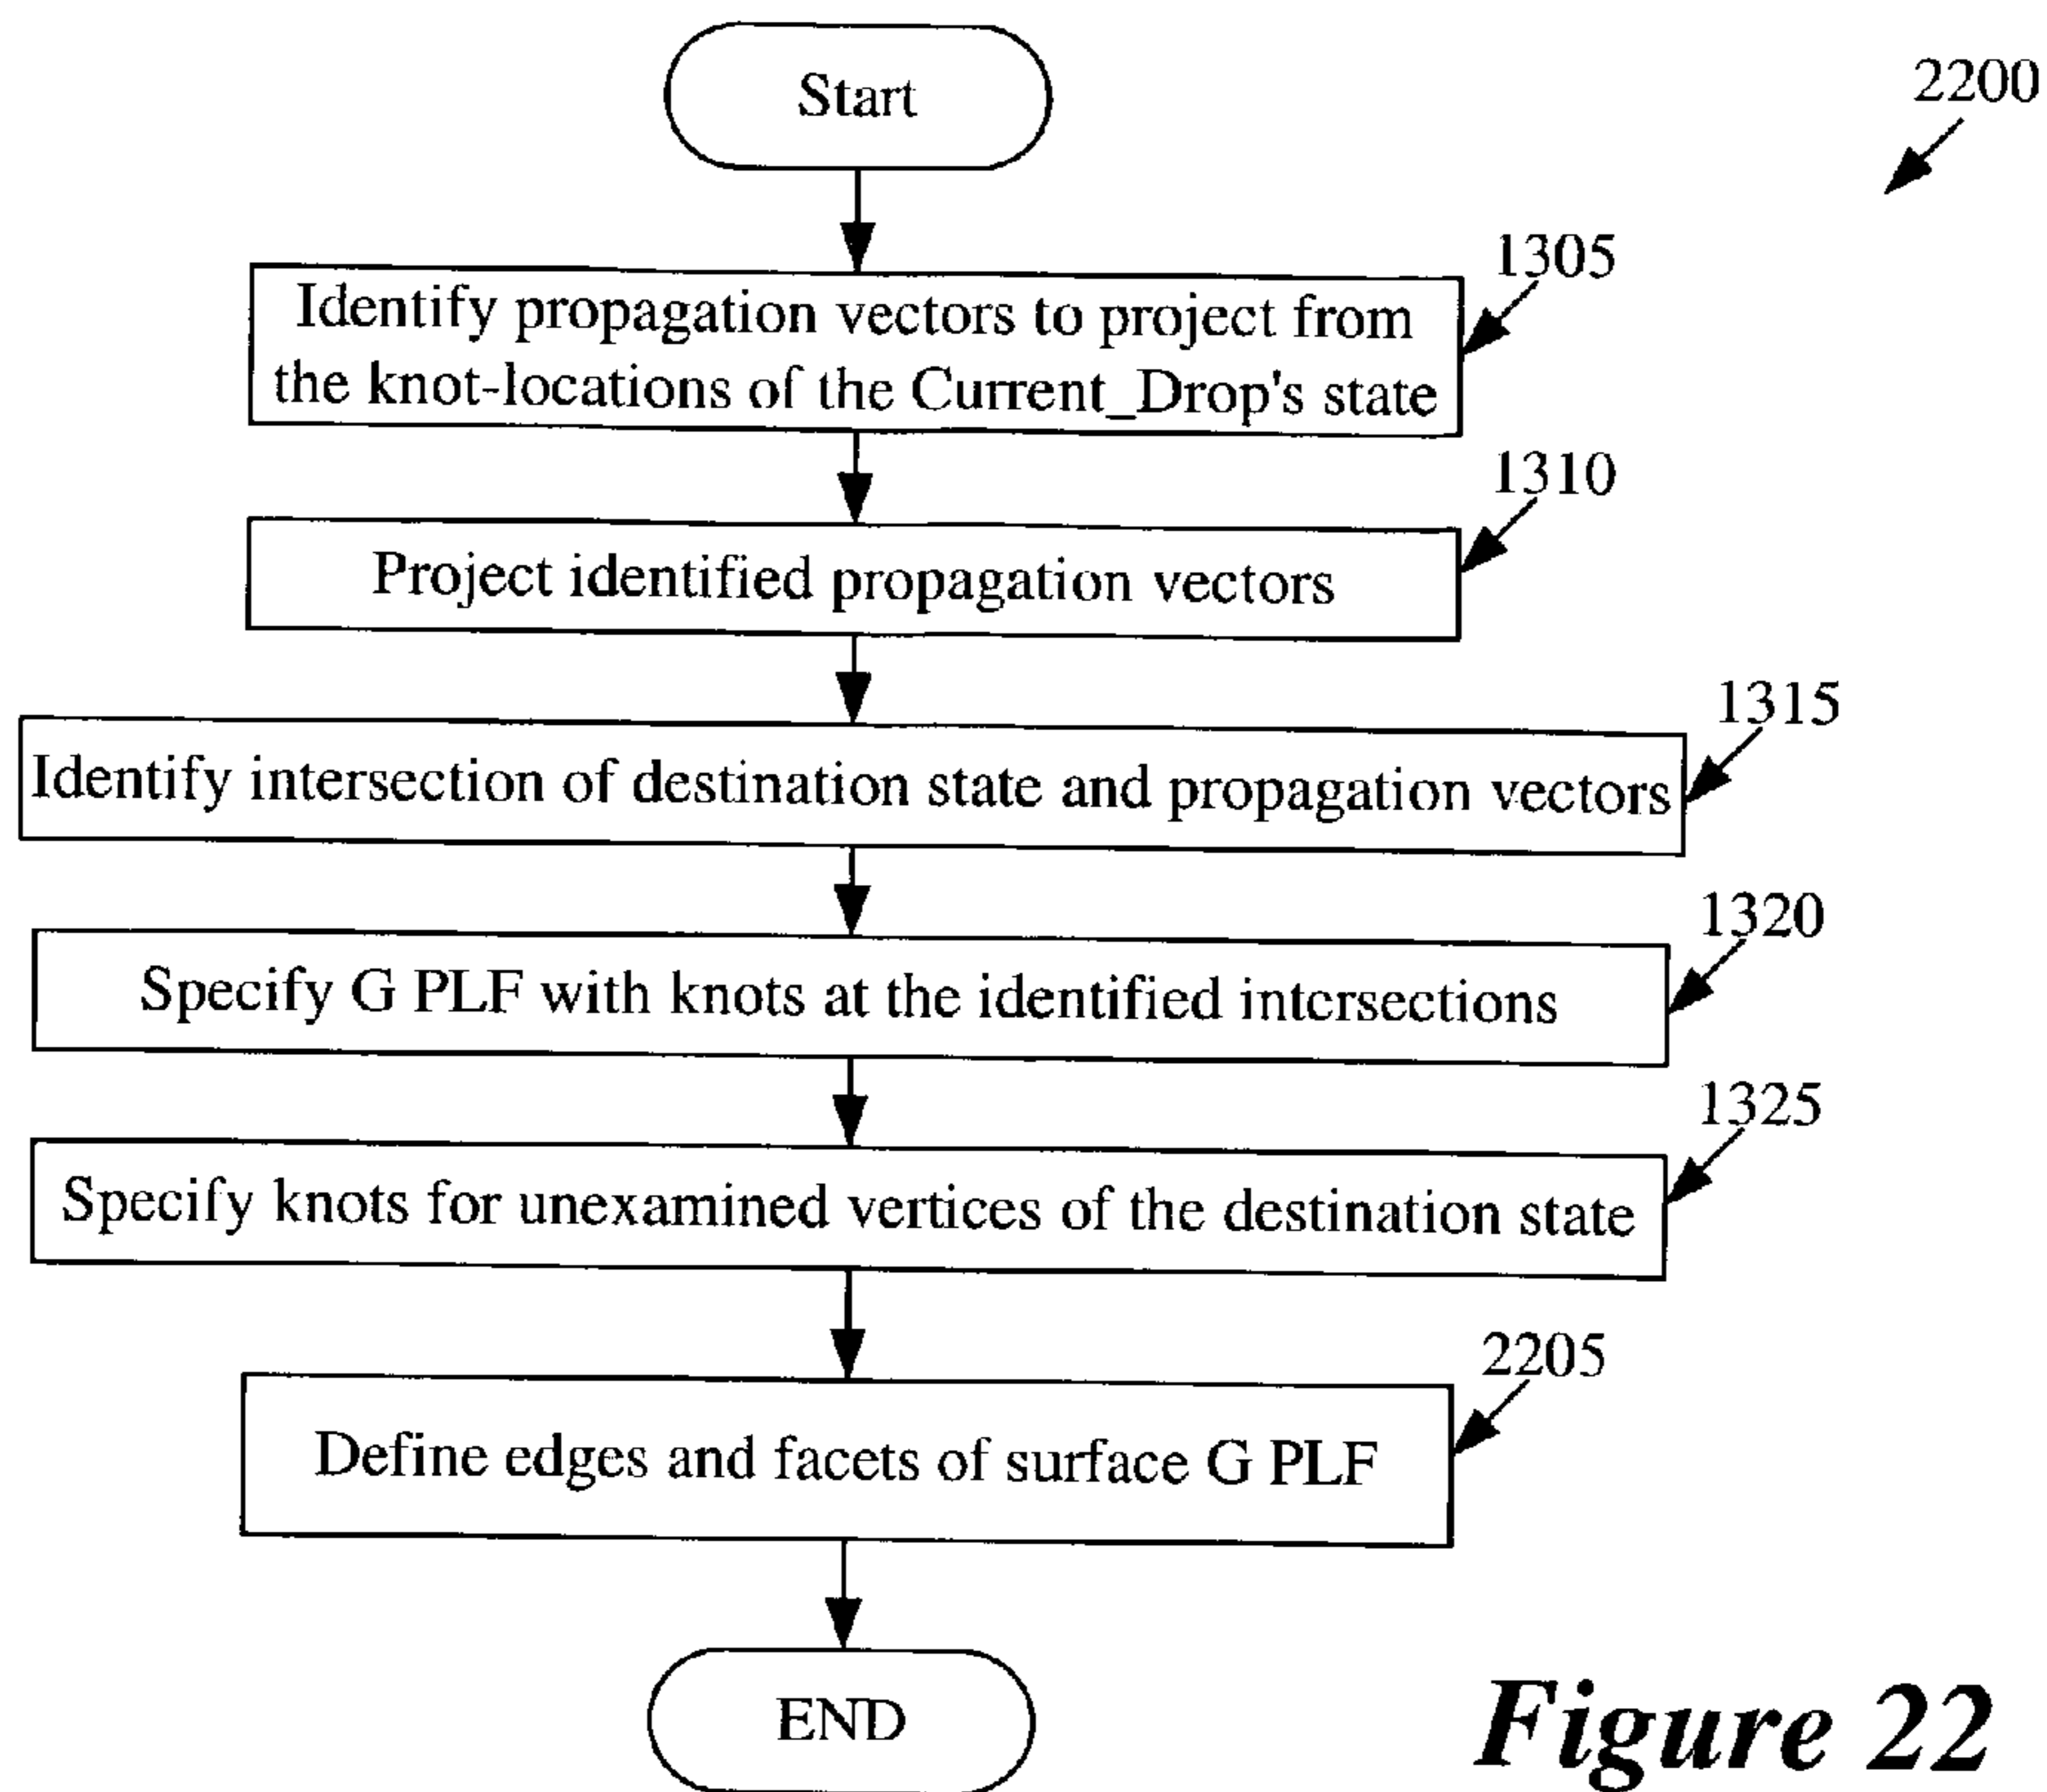 Start
2200
1305
Identify propagation vectors to project from
the knot-locations of the Current_Drop's state
1310
Project identified propagation vectors
1315
Identify intersection of destination state and propagation vectors
1320
Specify G PLF with knots at the identified intersections
1325
Specify knots for unexamined vertices of the destination state
2205
Define edges and facets of surface G PLF
END
Figure 22